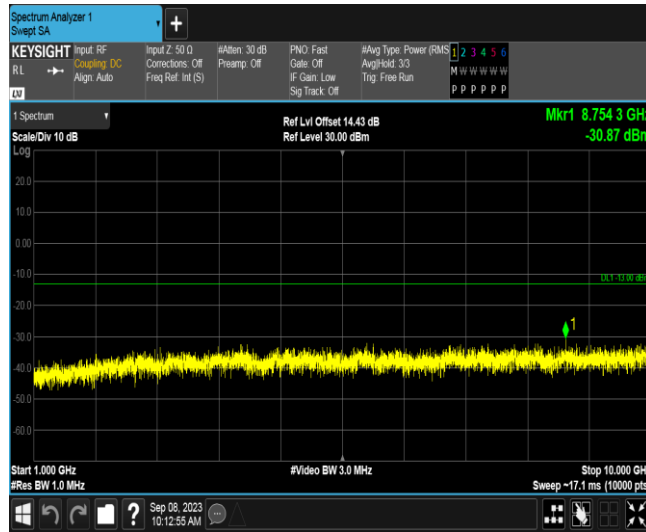 Spectrum Analyzer 1
Swept SA
+
KEYSIGHT
RL
LXI
Input: RF
Coupling: DC
Align: Auto
Input Z: 50 Ω
Corrections: Off
Freq Ref: Int (S)
#Atten: 30 dB
Preamp: Off
PNO: Fast
Gate: Off
IF Gain: Low
Sig Track: Off
#Avg Type: Power (RMS
Avg|Hold: 3/3
Trig: Free Run
1 2 3 4 5 6
M W W W W W
P P P P P P
1 Spectrum
Scale/Div 10 dB
Ref Lvl Offset 14.43 dB
Ref Level 30.00 dBm
Mkr1 8.754 3 GHz
-30.87 dBm
Log
20.0
10.0
0.00
-10.0
DL1 -13.00 dBm
-20.0
-30.0
1
-50.0
-60.0
Start 1.000 GHz
#Video BW 3.0 MHz
Stop 10.000 GHz
#Res BW 1.0 MHz
Sweep ~17.1 ms (10000 pts
?
Sep 08, 2023
10:12:55 AM